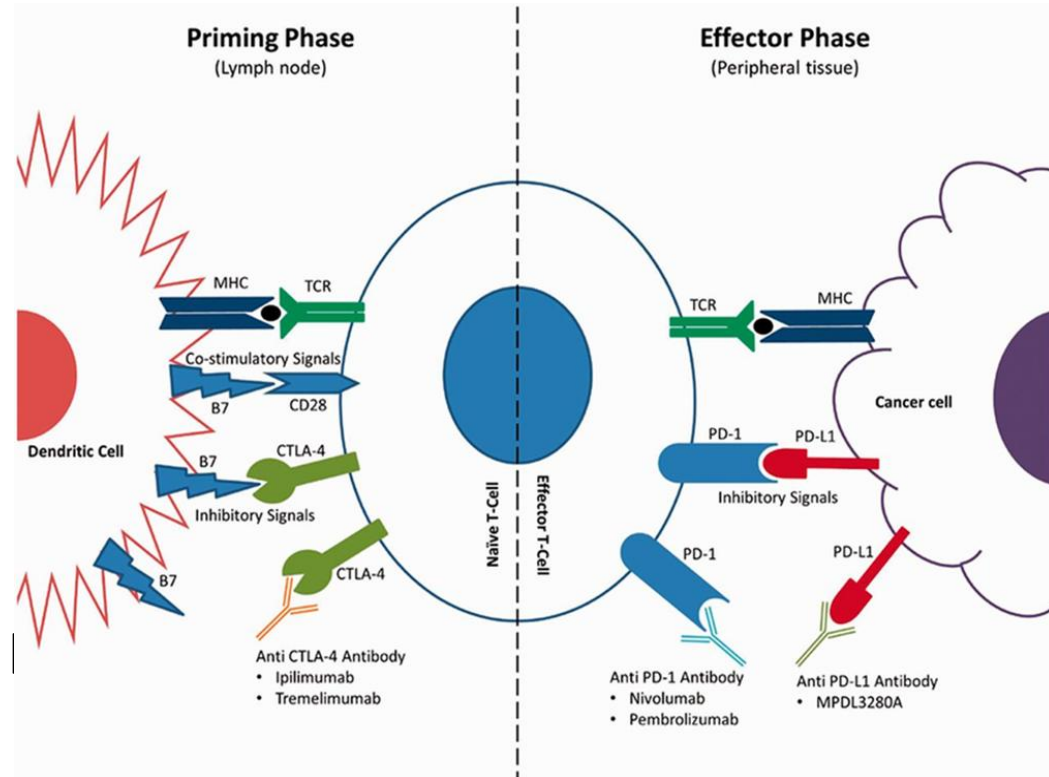 Priming Phase
(Lymph node)
MHC
TCR
Co-stimulatory Signals
B7
CD28
Dendritic Cell
B7
CTLA-4
Inhibitory Signals
B7
CTLA-4
Anti CTLA-4 Antibody
• Ipilimumab
• Tremelimumab
Naïve T-Cell
Effector T-Cell
Effector Phase
(Peripheral tissue)
TCR
MHC
Cancer cell
PD-1
PD-L1
Inhibitory Signals
PD-1
PD-L1
Anti PD-1 Antibody
• Nivolumab
• Pembrolizumab
Anti PD-L1 Antibody
• MPDL3280A